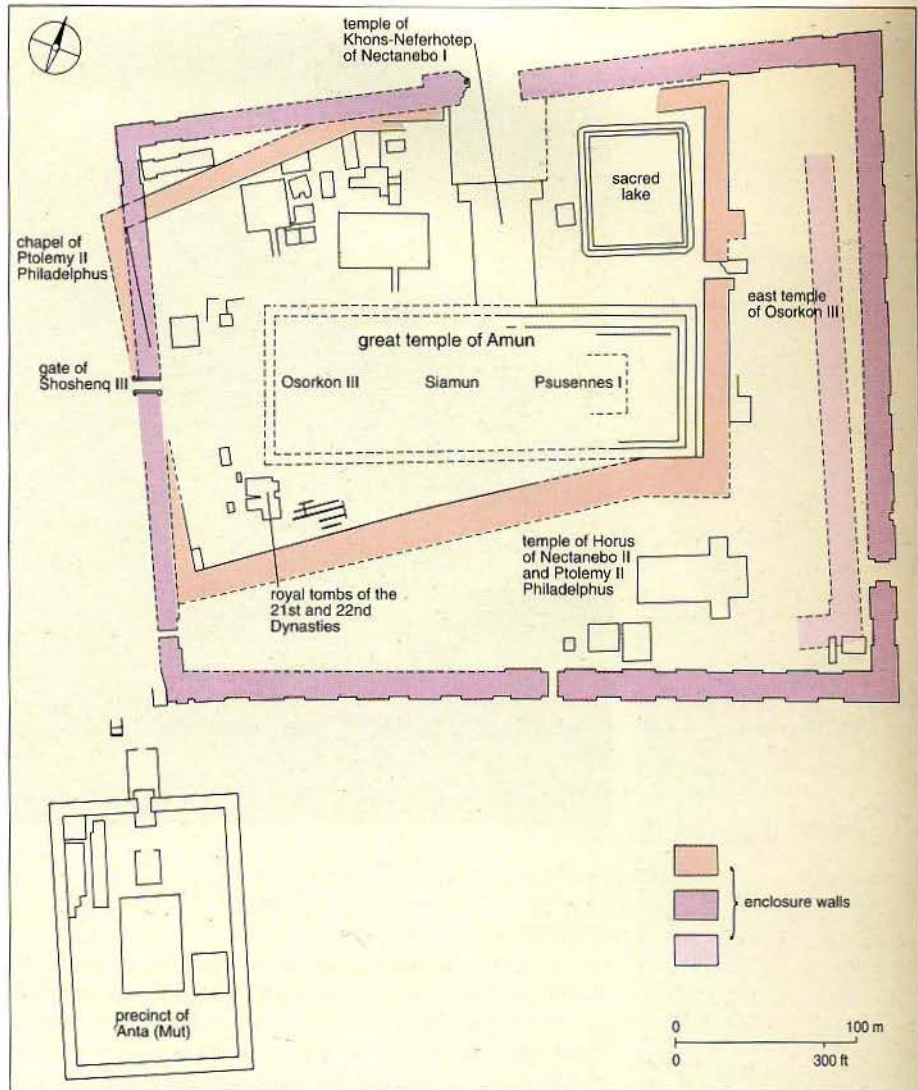 temple of
Khons-Neferhotep
of Nectanebo I
sacred
lake
chapel of
Ptolemy II
Philadelphus
east temple
of Osorkon III
great temple of Amun
gate of
Shoshenq III
Osorkon III
Siamun
Psusennes I
temple of Horus
of Nectanebo II
and Ptolemy II
Philadelphus
royal tombs of the
21st and 22nd
Dynasties
enclosure walls
precinct of
Anta (Mut)
0 100 m
0 300 ft